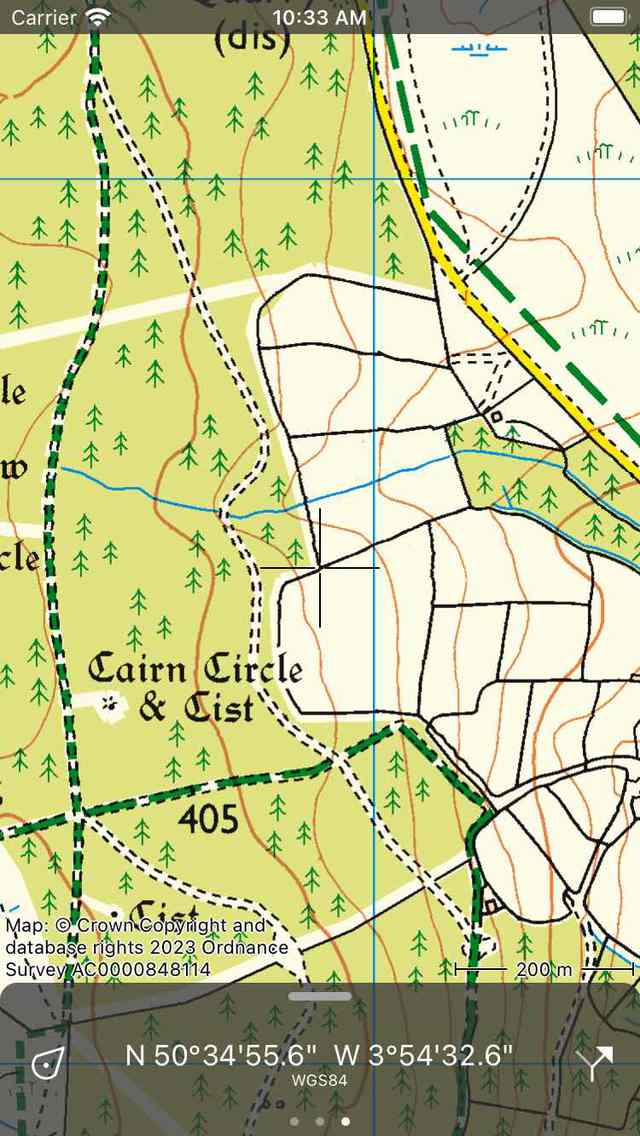 Carrier 10:33 AM
(dis)
le
w
cle
Cairn Circle
& Cist
405
Cist
Map: © Crown Copyright and
database rights 2023 Ordnance
Survey AC0000848114
200 m
N 50°34'55.6" W 3°54'32.6"
WGS84